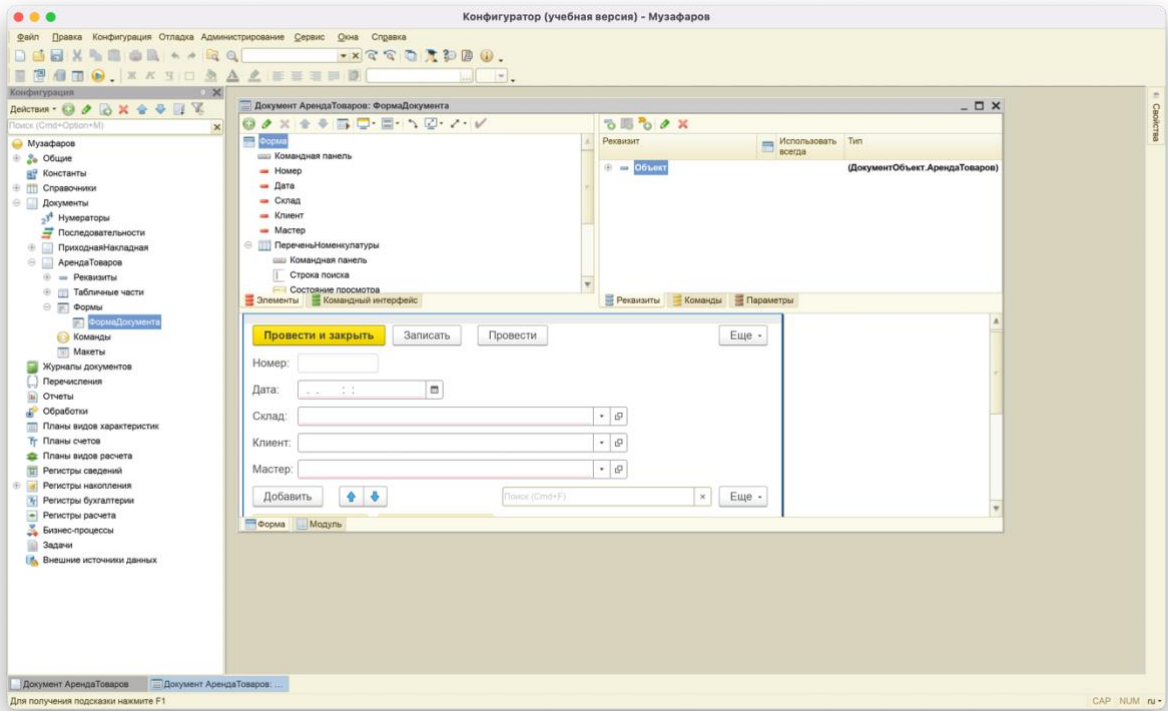 Конфигуратор (учебная версия) - Музафаров
Файл Правка Конфигурация Отладка Администрирование Сервис Окна Справка
Конфигурация
Действия
Поиск (Cmd+Option+M)
Музафаров
Общие
Константы
Справочники
Документы
Нумераторы
Последовательности
ПриходнаяНакладная
АрендаТоваров
Реквизиты
Табличные части
Формы
ФормаДокумента
Команды
Макеты
Журналы документов
Перечисления
Отчеты
Обработки
Планы видов характеристик
Планы счетов
Планы видов расчета
Регистры сведений
Регистры накопления
Регистры бухгалтерии
Регистры расчета
Бизнес-процессы
Задачи
Внешние источники данных
Документ АрендаТоваров: ФормаДокумента
Форма
Командная панель
Номер
Дата
Склад
Клиент
Мастер
ПереченьНоменкулатуры
Командная панель
Строка поиска
Состояние просмотра
Элементы Командный интерфейс
Реквизит Использовать всегда Тип
Объект (ДокументОбъект.АрендаТоваров)
Реквизиты Команды Параметры
Провести и закрыть Записать Провести Еще
Номер:
Дата: . . : :
Склад:
Клиент:
Мастер:
Добавить Поиск (Cmd+F) × Еще
Форма Модуль
Свойства
Документ АрендаТоваров Документ АрендаТоваров: ...
Для получения подсказки нажмите F1 CAP NUM ru